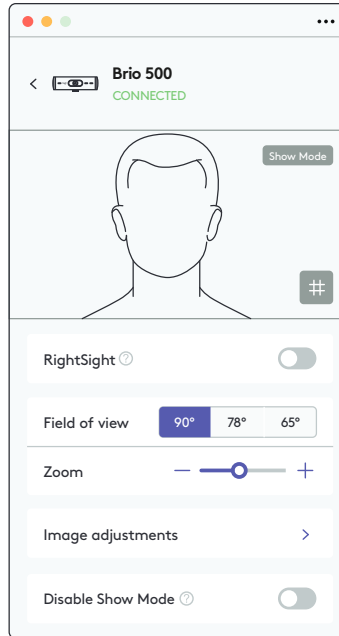 Brio 500
CONNECTED
Show Mode
RightSight ?
Field of view 90° 78° 65°
Zoom
Image adjustments
Disable Show Mode ?